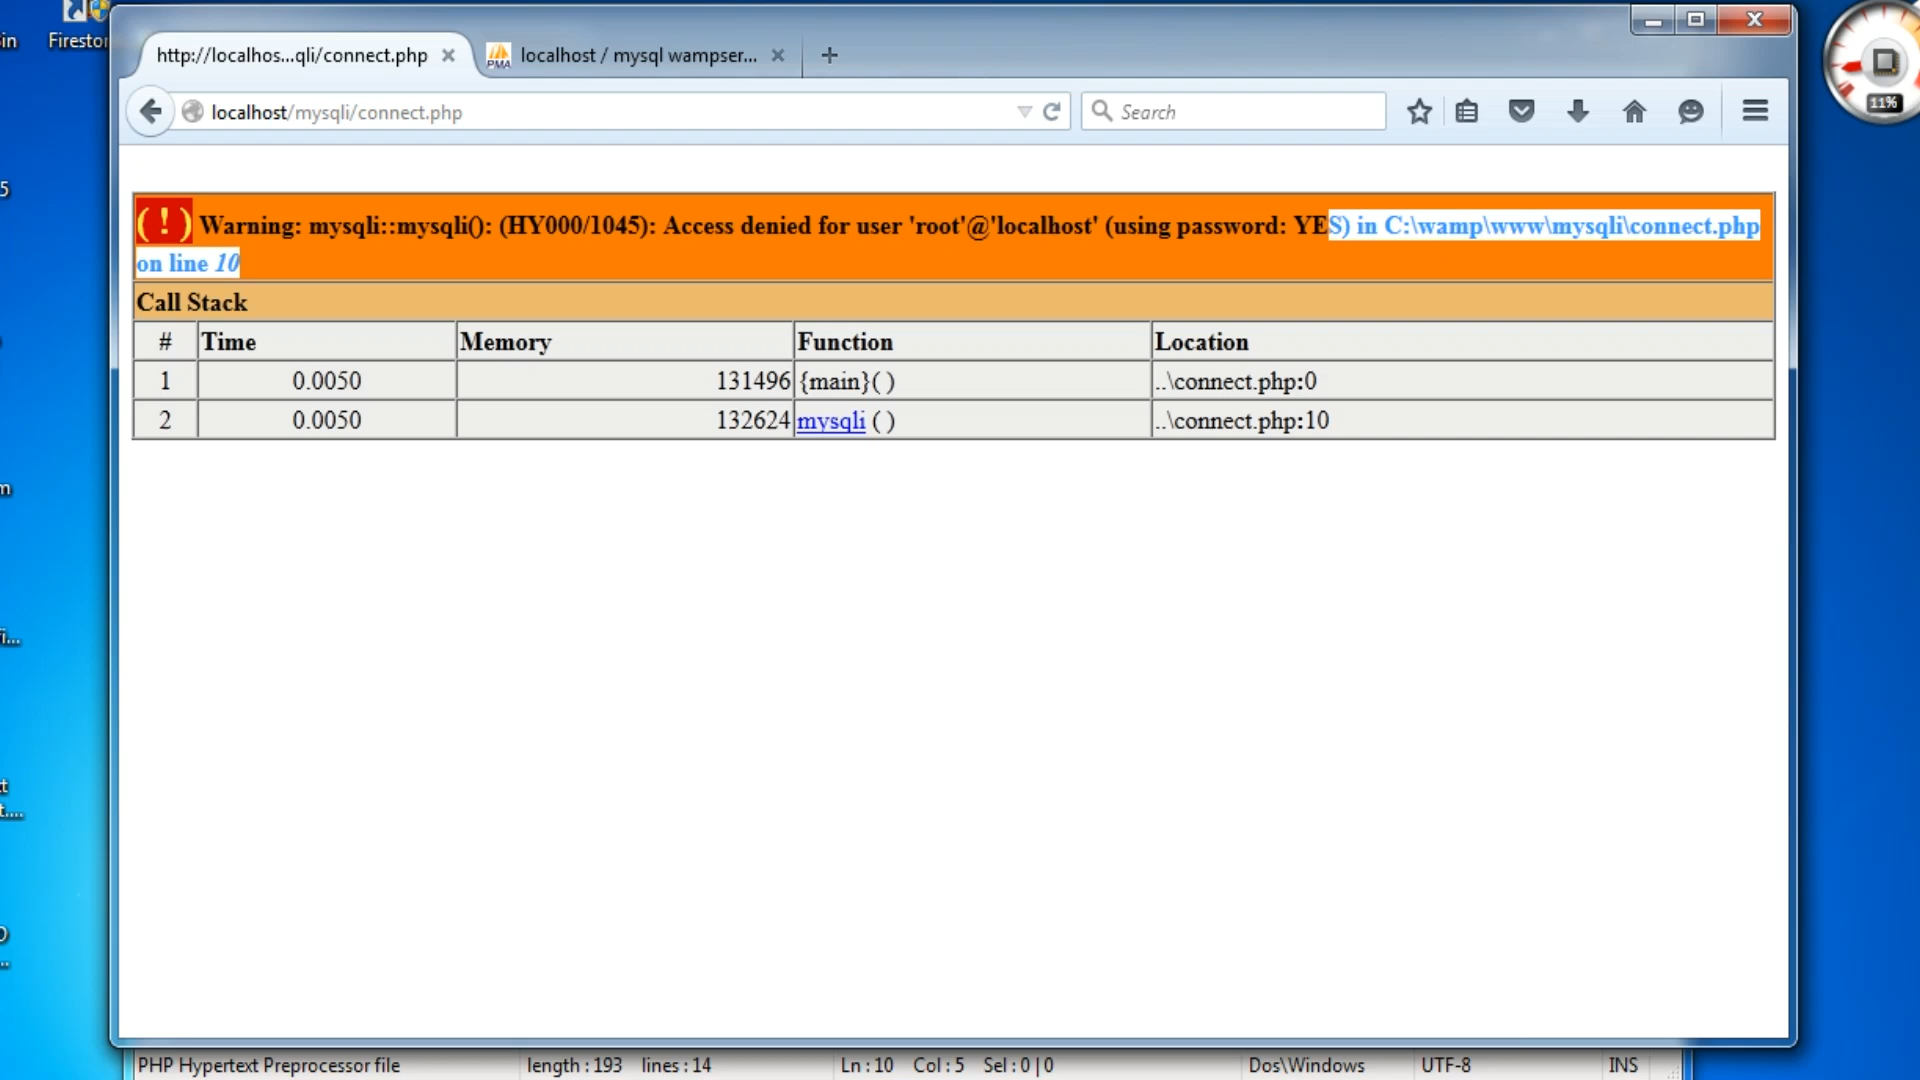 in
Firestor
http://localhos...qli/connect.php
PMA
localhost / mysql wampser...
localhost/mysqli/connect.php
Search
11%
5
( ! ) Warning: mysqli::mysqli(): (HY000/1045): Access denied for user 'root'@'localhost' (using password: YES) in C:\wamp\www\mysqli\connect.php
on line 10
Call Stack
# Time Memory Function Location
1 0.0050 131496 {main}( ) ..\connect.php:0
2 0.0050 132624 mysqli ( ) ..\connect.php:10
PHP Hypertext Preprocessor file length : 193 lines : 14 Ln : 10 Col : 5 Sel : 0 | 0 Dos\Windows UTF-8 INS